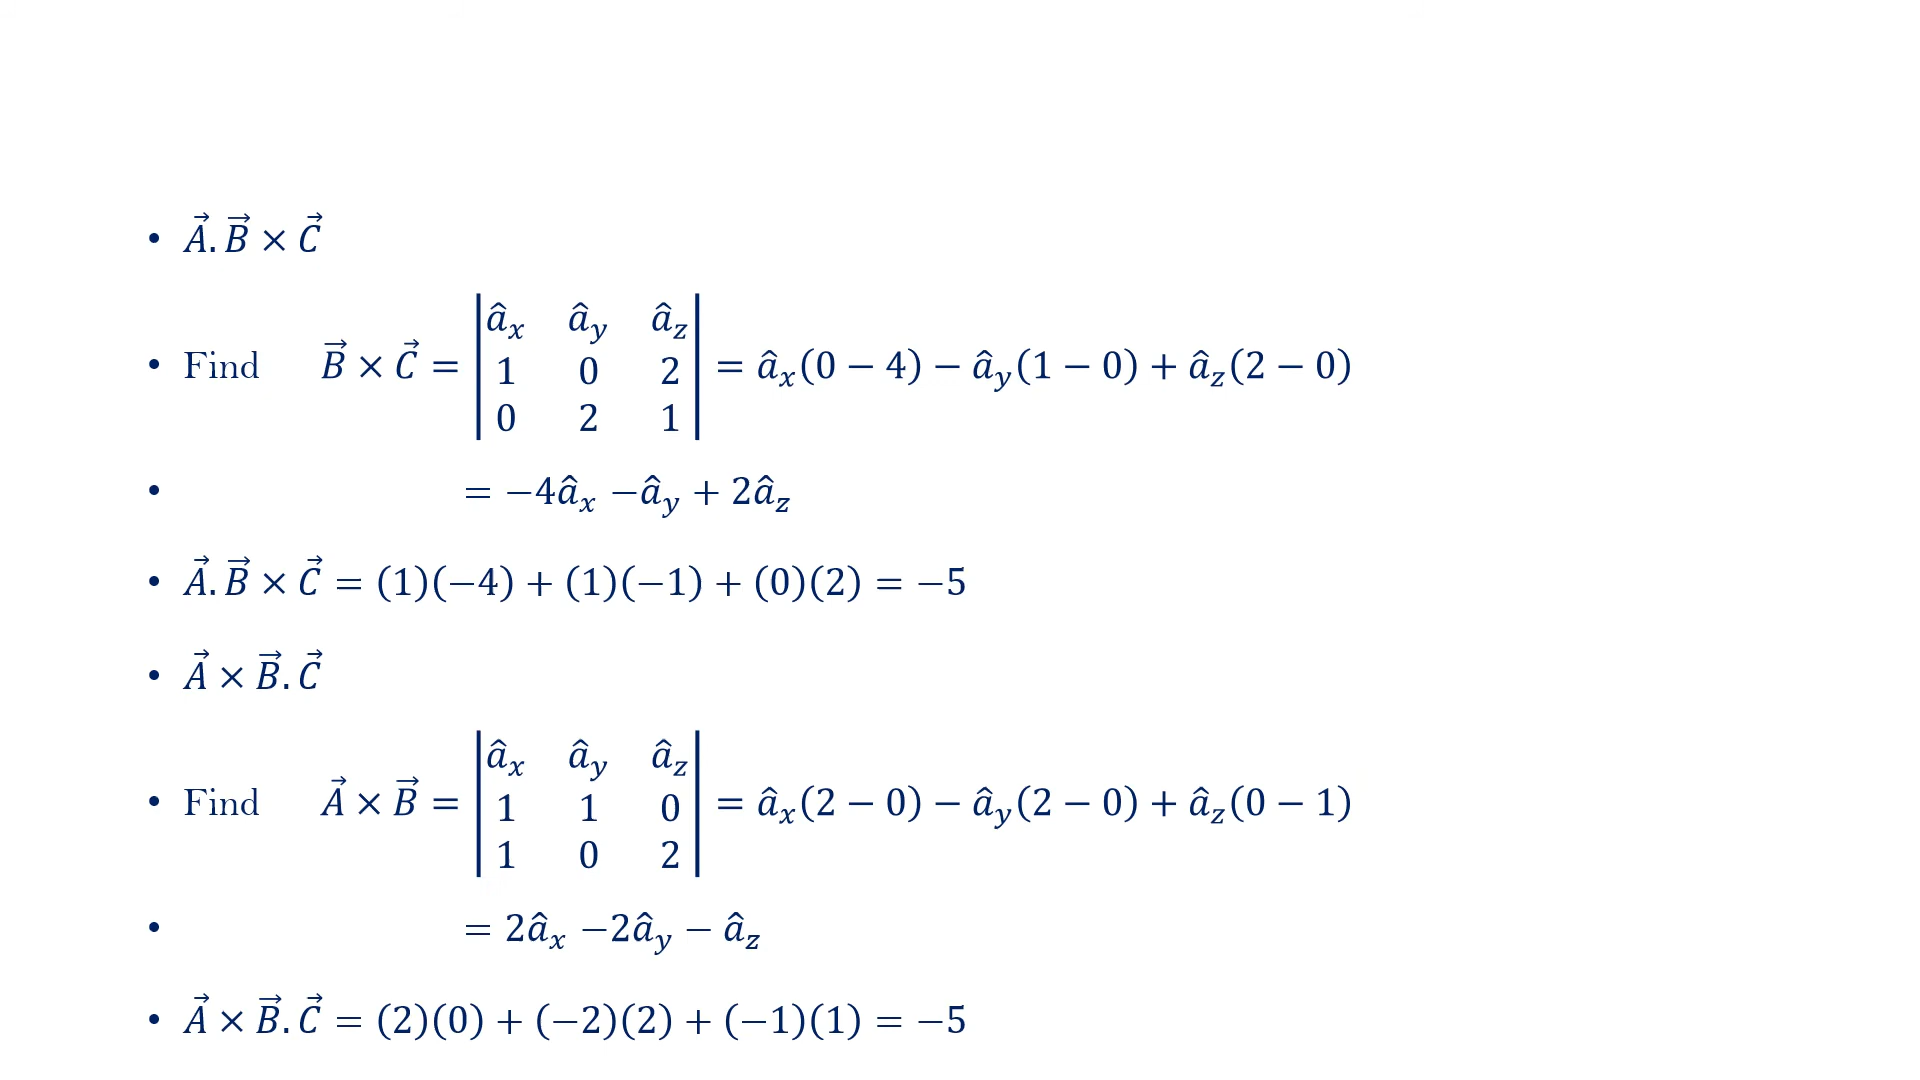 • A⃗. B⃗ × C⃗
• Find B⃗ × C⃗ = | â_x â_y â_z ; 1 0 2 ; 0 2 1 | = â_x(0 − 4) − â_y(1 − 0) + â_z(2 − 0)
• = −4â_x −â_y + 2â_z
• A⃗. B⃗ × C⃗ = (1)(−4) + (1)(−1) + (0)(2) = −5
• A⃗ × B⃗. C⃗
• Find A⃗ × B⃗ = | â_x â_y â_z ; 1 1 0 ; 1 0 2 | = â_x(2 − 0) − â_y(2 − 0) + â_z(0 − 1)
• = 2â_x −2â_y − â_z
• A⃗ × B⃗. C⃗ = (2)(0) + (−2)(2) + (−1)(1) = −5